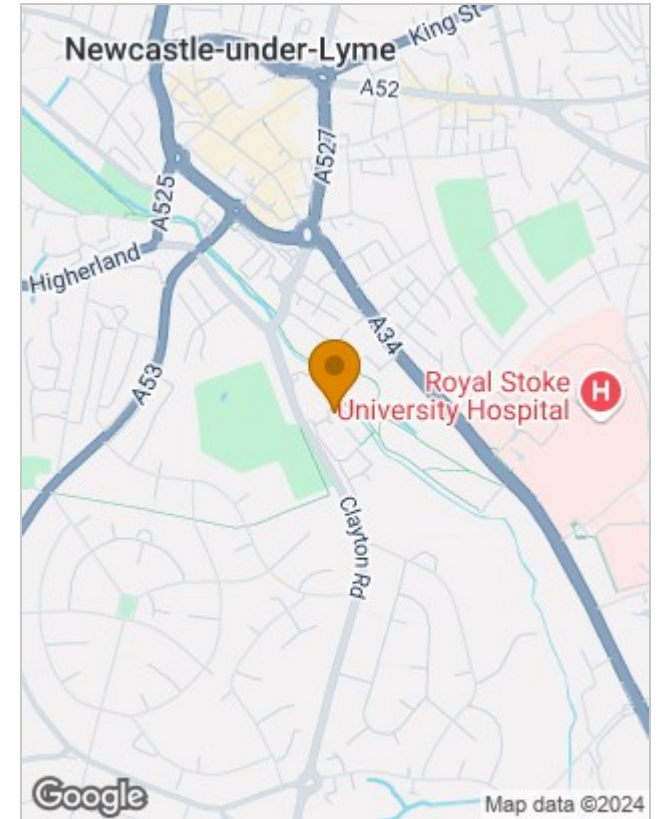 Newcastle-under-Lyme
King St
A52
A527
A525
Higherland
A34
A53
Royal Stoke
University Hospital
H
Clayton Rd
Google
Map data ©2024